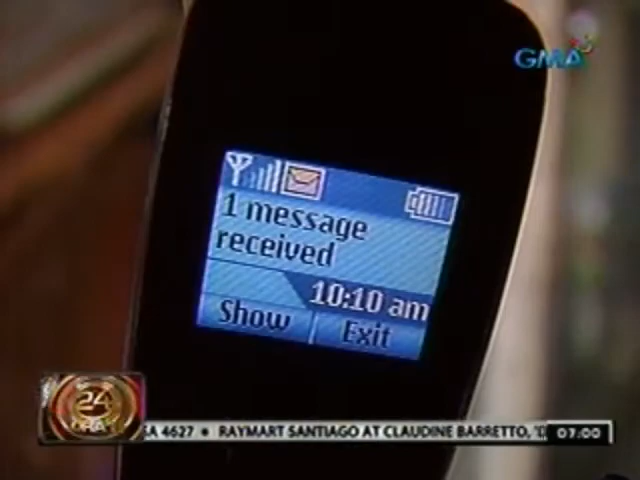 GMA
1 message
received
10:10 am
Show Exit
24
ORAS
SA 4627 • RAYMART SANTIAGO AT CLAUDINE BARRETTO, 
07:00